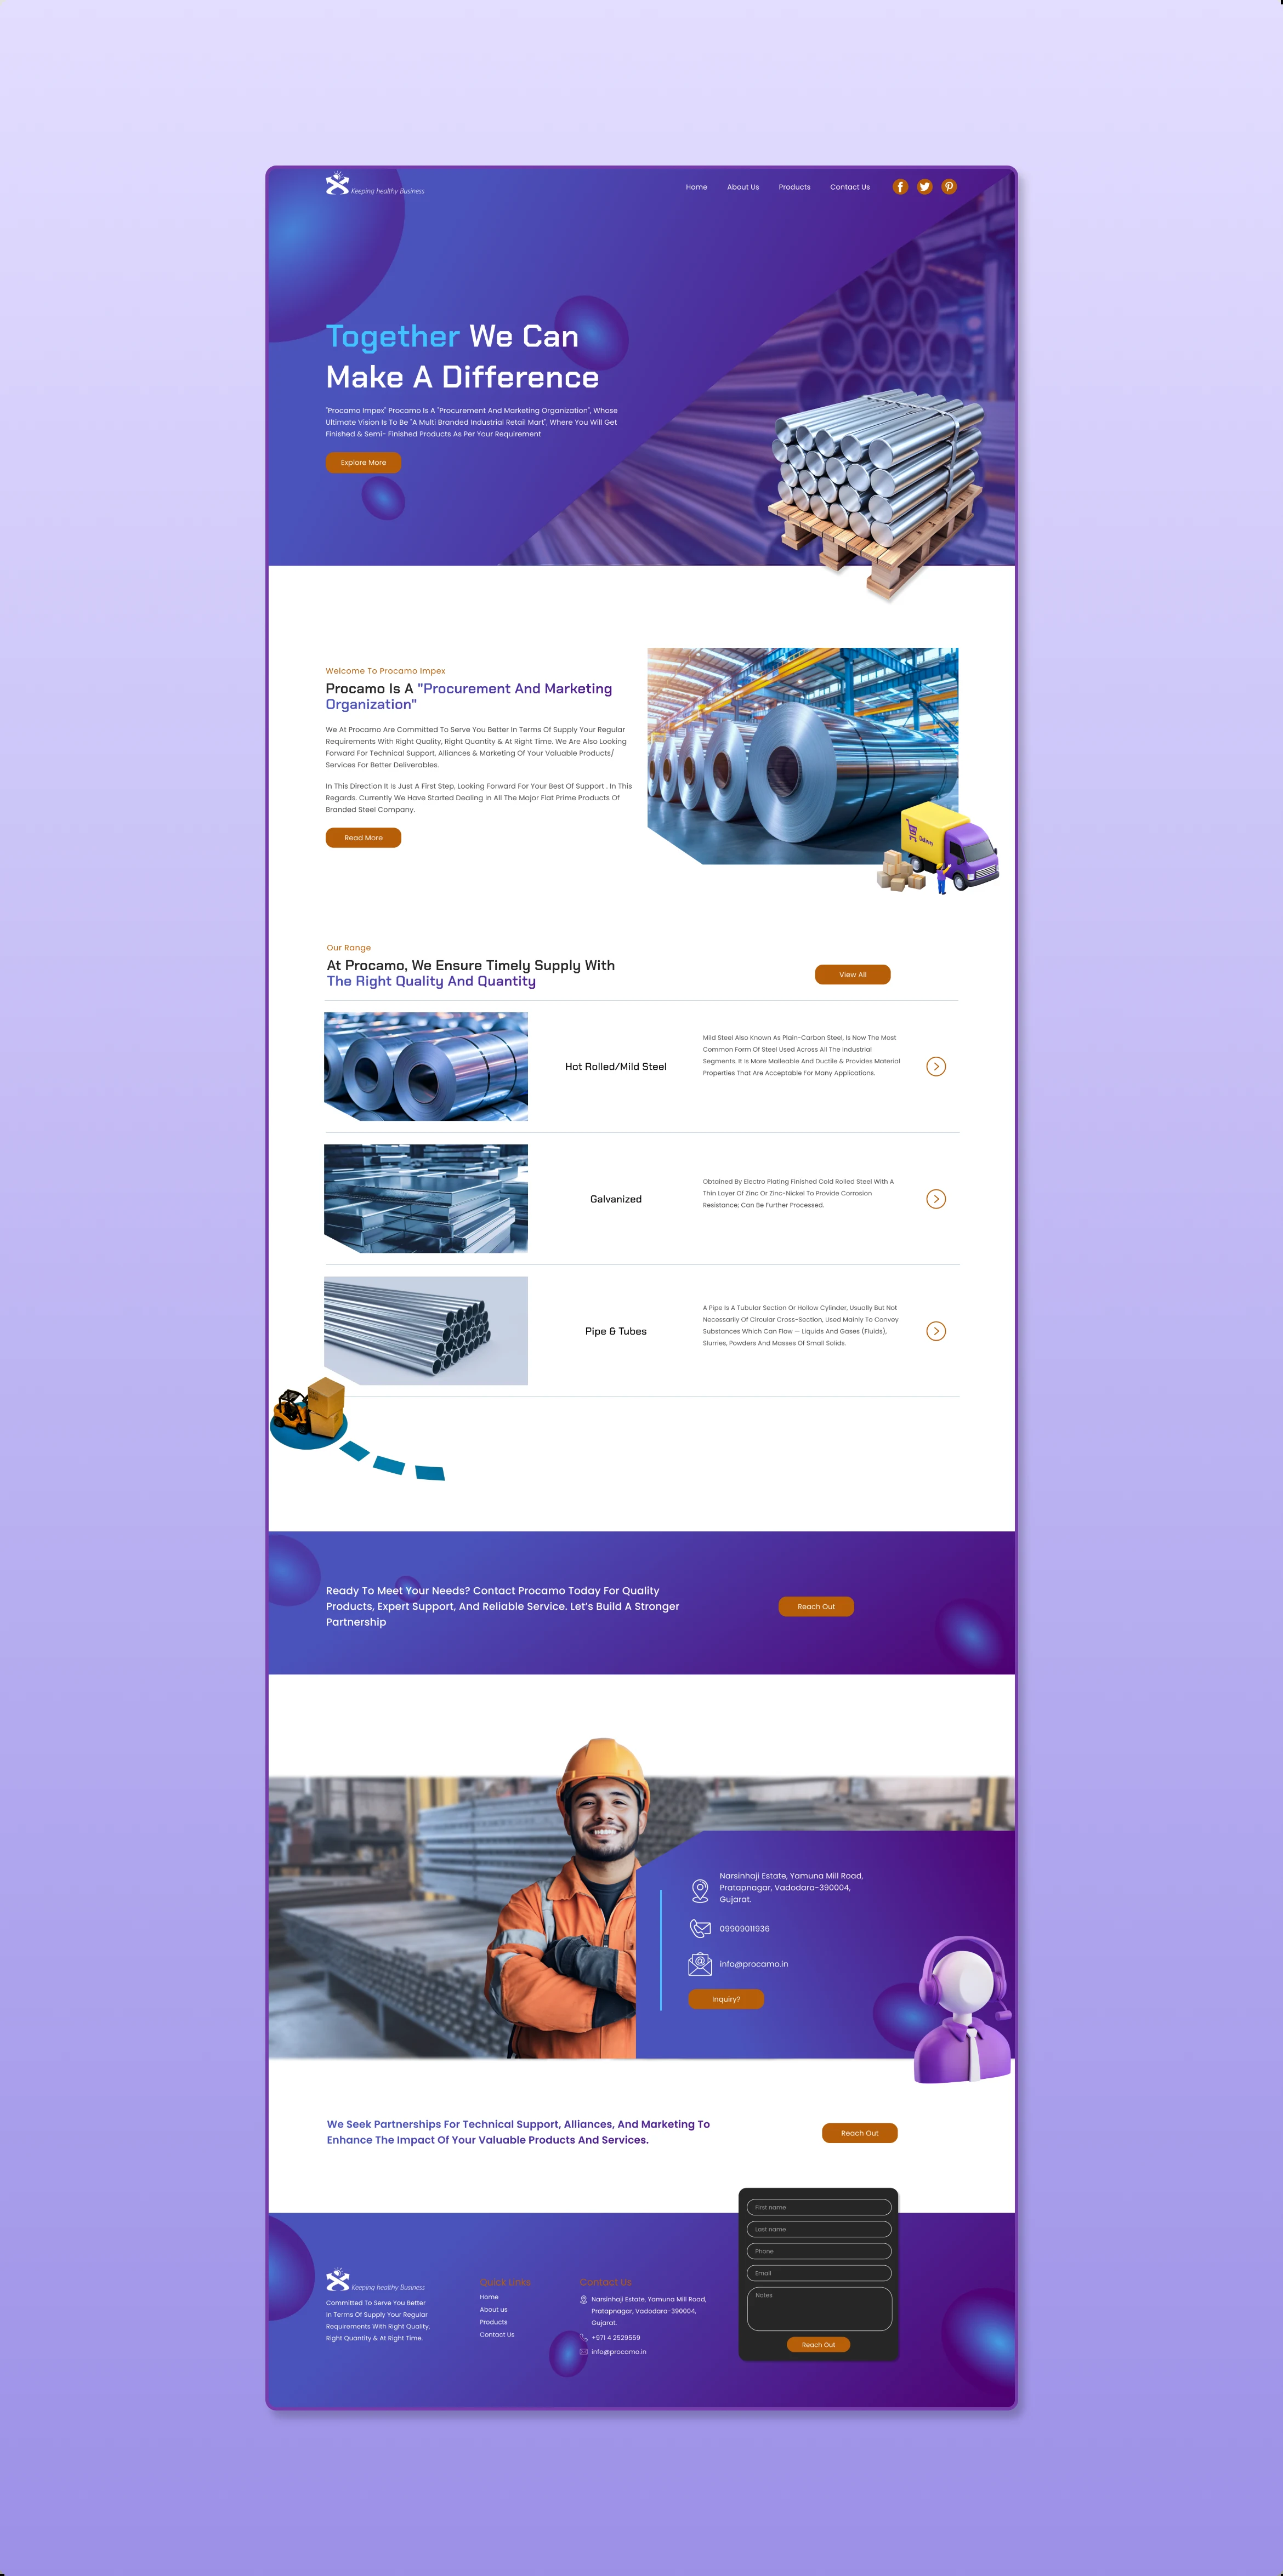 Keeping healthy Business
Home
About Us
Products
Contact Us
Together We Can
Make A Difference
"Procamo Impex" Procamo Is A "Procurement And Marketing Organization", Whose
Ultimate Vision Is To Be "A Multi Branded Industrial Retail Mart", Where You Will Get
Finished & Semi- Finished Products As Per Your Requirement
Explore More
Welcome To Procamo Impex
Procamo Is A "Procurement And Marketing
Organization"
We At Procamo Are Committed To Serve You Better In Terms Of Supply Your Regular
Requirements With Right Quality, Right Quantity & At Right Time. We Are Also Looking
Forward For Technical Support, Alliances & Marketing Of Your Valuable Products/
Services For Better Deliverables.
In This Direction It Is Just A First Step, Looking Forward For Your Best Of Support . In This
Regards. Currently We Have Started Dealing In All The Major Flat Prime Products Of
Branded Steel Company.
Read More
Delivery
Our Range
At Procamo, We Ensure Timely Supply With
The Right Quality And Quantity
View All
Hot Rolled/Mild Steel
Mild Steel Also Known As Plain-Carbon Steel, Is Now The Most
Common Form Of Steel Used Across All The Industrial
Segments. It Is More Malleable And Ductile & Provides Material
Properties That Are Acceptable For Many Applications.
Galvanized
Obtained By Electro Plating Finished Cold Rolled Steel With A
Thin Layer Of Zinc Or Zinc-Nickel To Provide Corrosion
Resistance; Can Be Further Processed.
Pipe & Tubes
A Pipe Is A Tubular Section Or Hollow Cylinder, Usually But Not
Necessarily Of Circular Cross-Section, Used Mainly To Convey
Substances Which Can Flow — Liquids And Gases (Fluids),
Slurries, Powders And Masses Of Small Solids.
Ready To Meet Your Needs? Contact Procamo Today For Quality
Products, Expert Support, And Reliable Service. Let's Build A Stronger
Partnership
Reach Out
Narsinhaji Estate, Yamuna Mill Road,
Pratapnagar, Vadodara-390004,
Gujarat.
09909011936
info@procamo.in
Inquiry?
We Seek Partnerships For Technical Support, Alliances, And Marketing To
Enhance The Impact Of Your Valuable Products And Services.
Reach Out
Keeping healthy Business
Committed To Serve You Better
In Terms Of Supply Your Regular
Requirements With Right Quality,
Right Quantity & At Right Time.
Quick Links
Home
About us
Products
Contact Us
Contact Us
Narsinhaji Estate, Yamuna Mill Road,
Pratapnagar, Vadodara-390004,
Gujarat.
+971 4 2529559
info@procamo.in
First name
Last name
Phone
Email
Notes
Reach Out